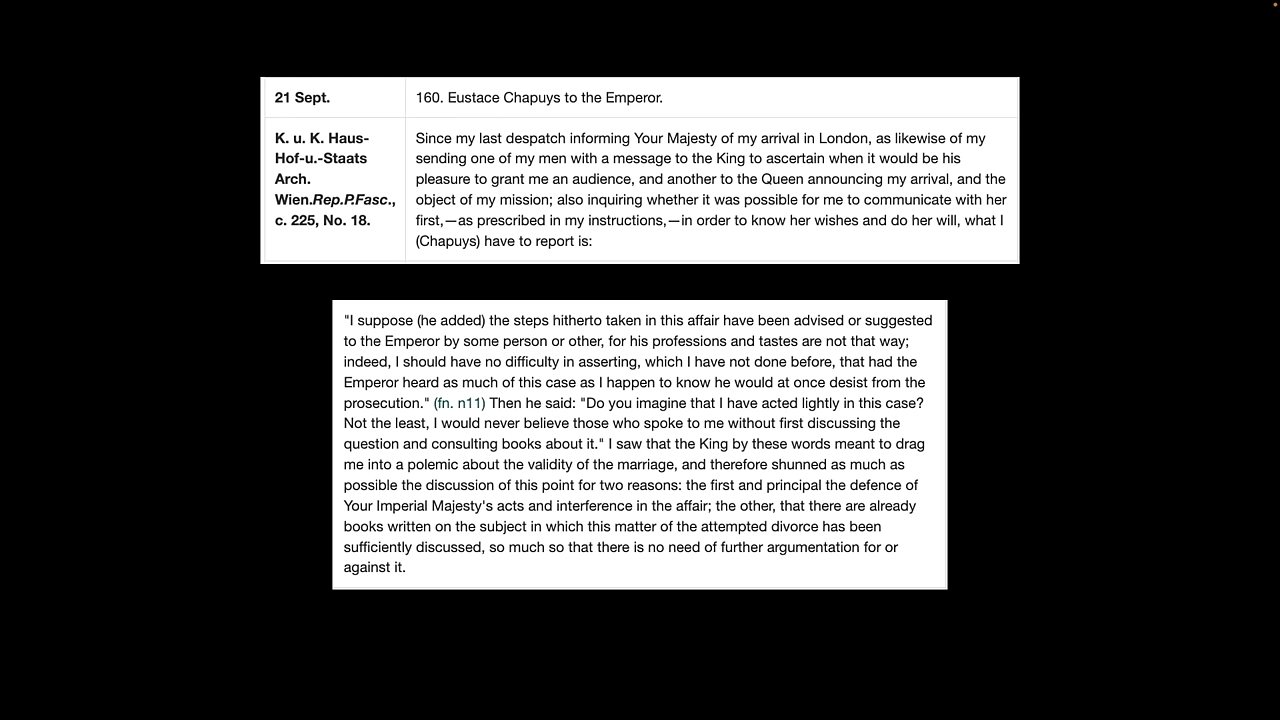 21 Sept.
160. Eustace Chapuys to the Emperor.
K. u. K. Haus-
Hof-u.-Staats
Arch.
Wien.Rep.P.Fasc.,
c. 225, No. 18.
Since my last despatch informing Your Majesty of my arrival in London, as likewise of my
sending one of my men with a message to the King to ascertain when it would be his
pleasure to grant me an audience, and another to the Queen announcing my arrival, and the
object of my mission; also inquiring whether it was possible for me to communicate with her
first,—as prescribed in my instructions,—in order to know her wishes and do her will, what I
(Chapuys) have to report is:
"I suppose (he added) the steps hitherto taken in this affair have been advised or suggested
to the Emperor by some person or other, for his professions and tastes are not that way;
indeed, I should have no difficulty in asserting, which I have not done before, that had the
Emperor heard as much of this case as I happen to know he would at once desist from the
prosecution." (fn. n11) Then he said: "Do you imagine that I have acted lightly in this case?
Not the least, I would never believe those who spoke to me without first discussing the
question and consulting books about it." I saw that the King by these words meant to drag
me into a polemic about the validity of the marriage, and therefore shunned as much as
possible the discussion of this point for two reasons: the first and principal the defence of
Your Imperial Majesty's acts and interference in the affair; the other, that there are already
books written on the subject in which this matter of the attempted divorce has been
sufficiently discussed, so much so that there is no need of further argumentation for or
against it.